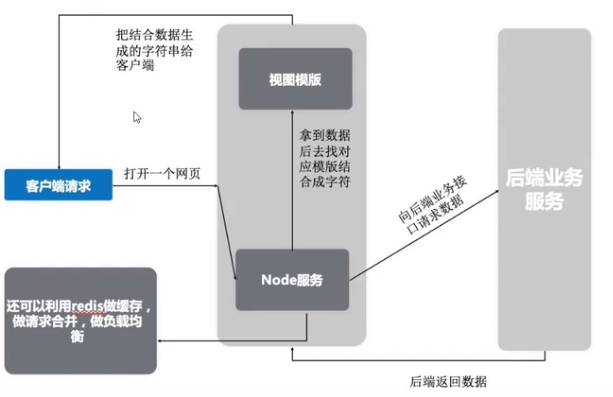 把结合数据生
成的字符串给
客户端
视图模版
拿到数据
后去找对
应模版结
合成字符
客户端请求
打开一个网页
后端业务
服务
向后端业务接
口请求数据
Node服务
还可以利用redis做缓存，
做请求合并，做负载均
衡
后端返回数据